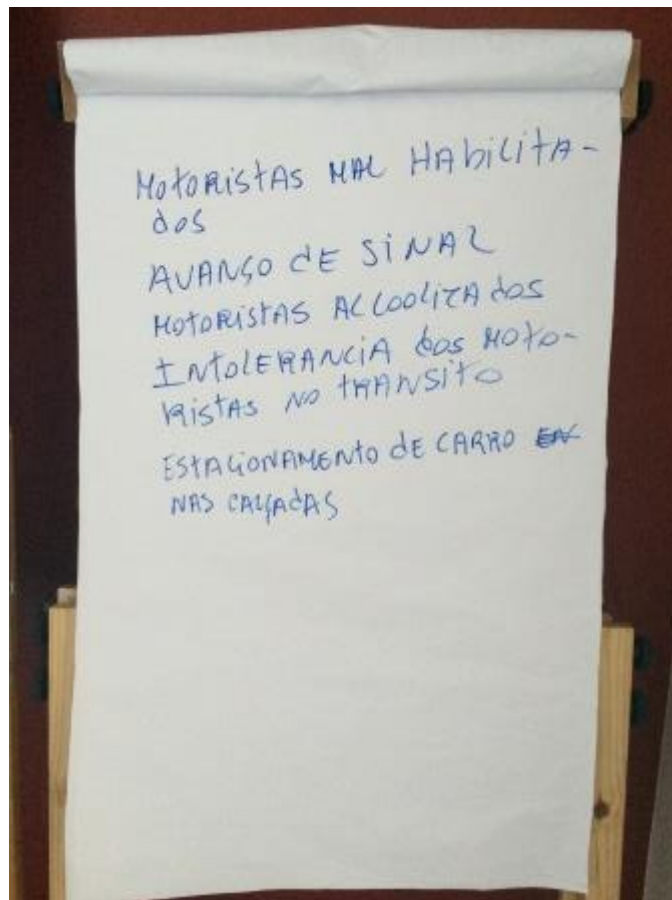 MOTORISTAS MAL HABILITA-
DOS
AVANÇO DE SINAL
MOTORISTAS ALCOOLIZADOS
INTOLERANCIA DOS MOTO-
RISTAS NO TRANSITO
ESTACIONAMENTO DE CARRO
NAS CALÇADAS